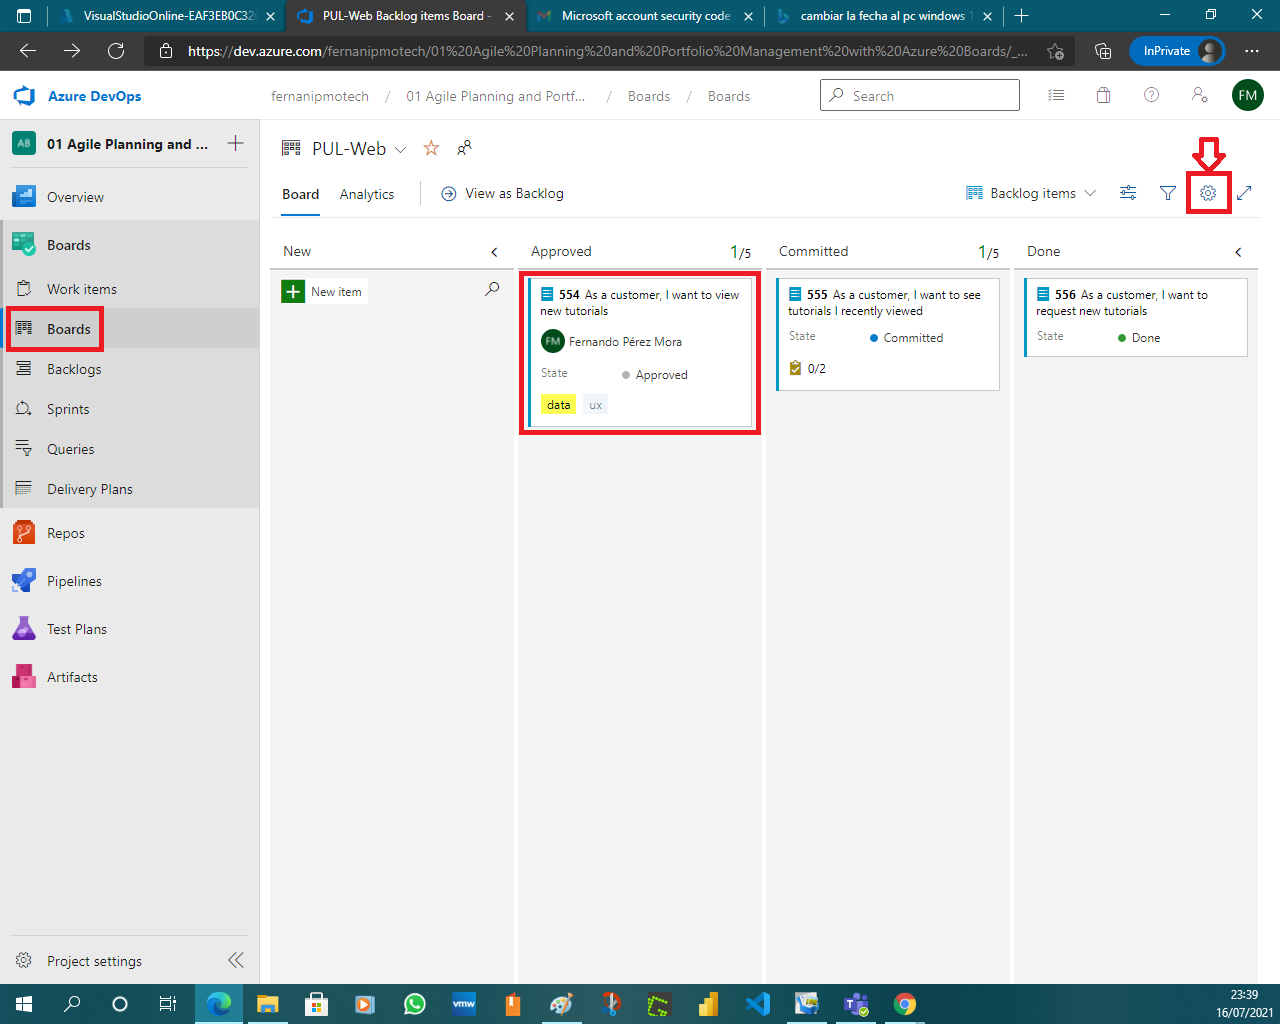 VisualStudioOnline-EAF3EB0C32
PUL-Web Backlog items Board -
Microsoft account security code
cambiar la fecha al pc windows 1
https://dev.azure.com/fernanipmotech/01%20Agile%20Planning%20and%20Portfolio%20Management%20with%20Azure%20Boards/_...
InPrivate
Azure DevOps
fernanipmotech / 01 Agile Planning and Portf... / Boards / Boards
Search
FM
AB 01 Agile Planning and ...
Overview
Boards
Work items
Boards
Backlogs
Sprints
Queries
Delivery Plans
Repos
Pipelines
Test Plans
Artifacts
Project settings
PUL-Web
Board Analytics View as Backlog
Backlog items
New
New item
Approved 1/5
554 As a customer, I want to view
new tutorials
FM Fernando Pérez Mora
State Approved
data ux
Committed 1/5
555 As a customer, I want to see
tutorials I recently viewed
State Committed
0/2
Done
556 As a customer, I want to
request new tutorials
State Done
vmw
23:39
16/07/2021